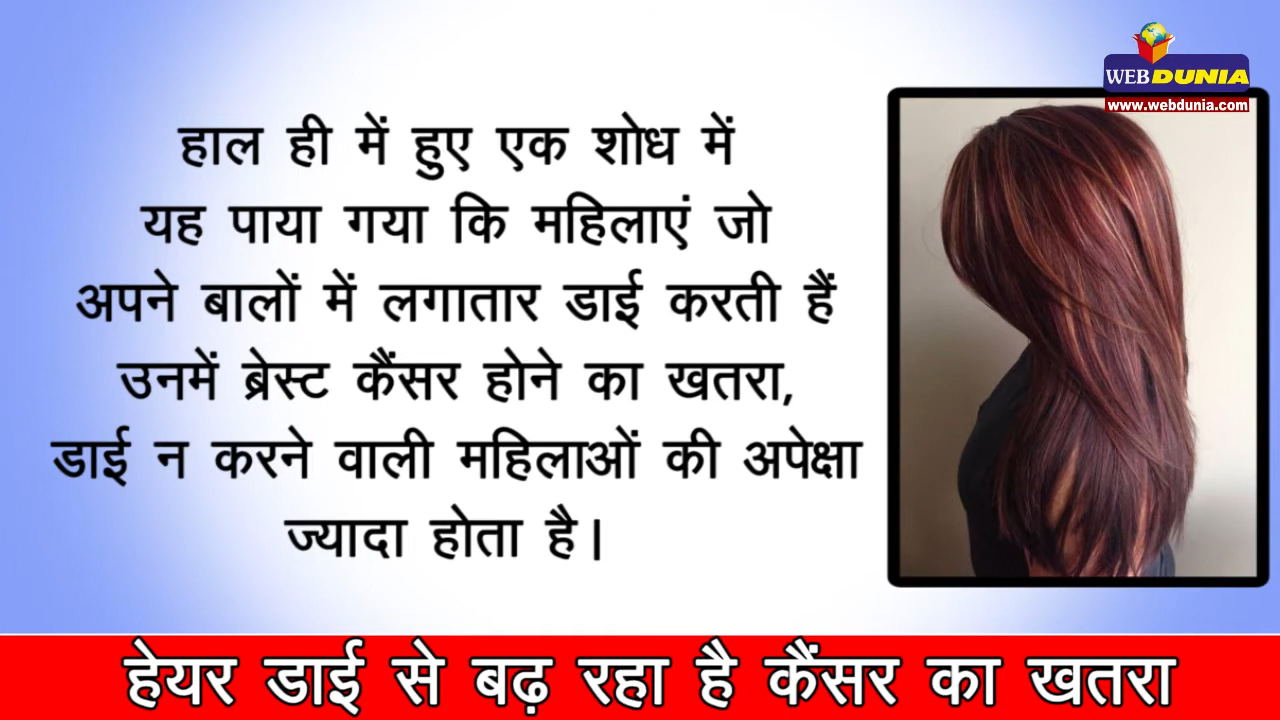 WEBDUNIA
www.webdunia.com
हाल ही में हुए एक शोध में
यह पाया गया कि महिलाएं जो
अपने बालों में लगातार डाई करती हैं
उनमें ब्रेस्ट कैंसर होने का खतरा,
डाई न करने वाली महिलाओं की अपेक्षा
ज्यादा होता है।
हेयर डाई से बढ़ रहा है कैंसर का खतरा